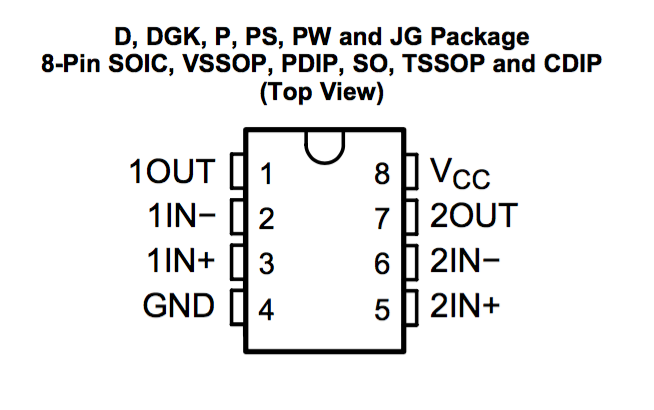 D, DGK, P, PS, PW and JG Package
8-Pin SOIC, VSSOP, PDIP, SO, TSSOP and CDIP
(Top View)
1OUT 1 8 VCC
1IN− 2 7 2OUT
1IN+ 3 6 2IN−
GND 4 5 2IN+